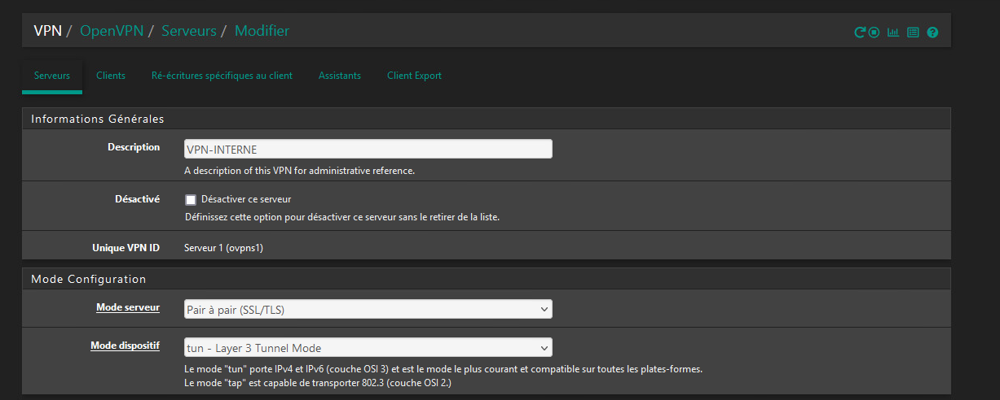 VPN / OpenVPN / Serveurs / Modifier
Serveurs Clients Ré-écritures spécifiques au client Assistants Client Export
Informations Générales
Description VPN-INTERNE
A description of this VPN for administrative reference.
Désactivé Désactiver ce serveur
Définissez cette option pour désactiver ce serveur sans le retirer de la liste.
Unique VPN ID Serveur 1 (ovpns1)
Mode Configuration
Mode serveur Pair à pair (SSL/TLS)
Mode dispositif tun - Layer 3 Tunnel Mode
Le mode "tun" porte IPv4 et IPv6 (couche OSI 3) et est le mode le plus courant et compatible sur toutes les plates-formes.
Le mode "tap" est capable de transporter 802.3 (couche OSI 2.)